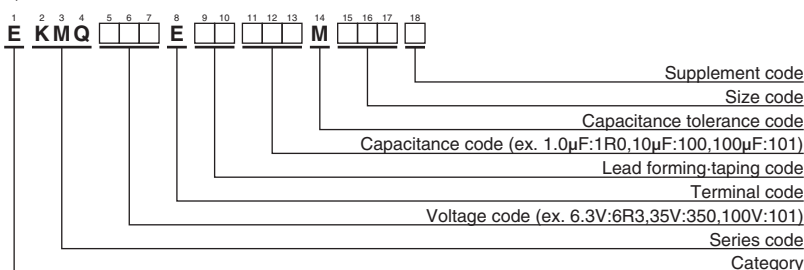 1 2 3 4 5 6 7 8 9 10 11 12 13 14 15 16 17 18
E KMQ E M
Supplement code
Size code
Capacitance tolerance code
Capacitance code (ex. 1.0µF:1R0,10µF:100,100µF:101)
Lead forming·taping code
Terminal code
Voltage code (ex. 6.3V:6R3,35V:350,100V:101)
Series code
Category